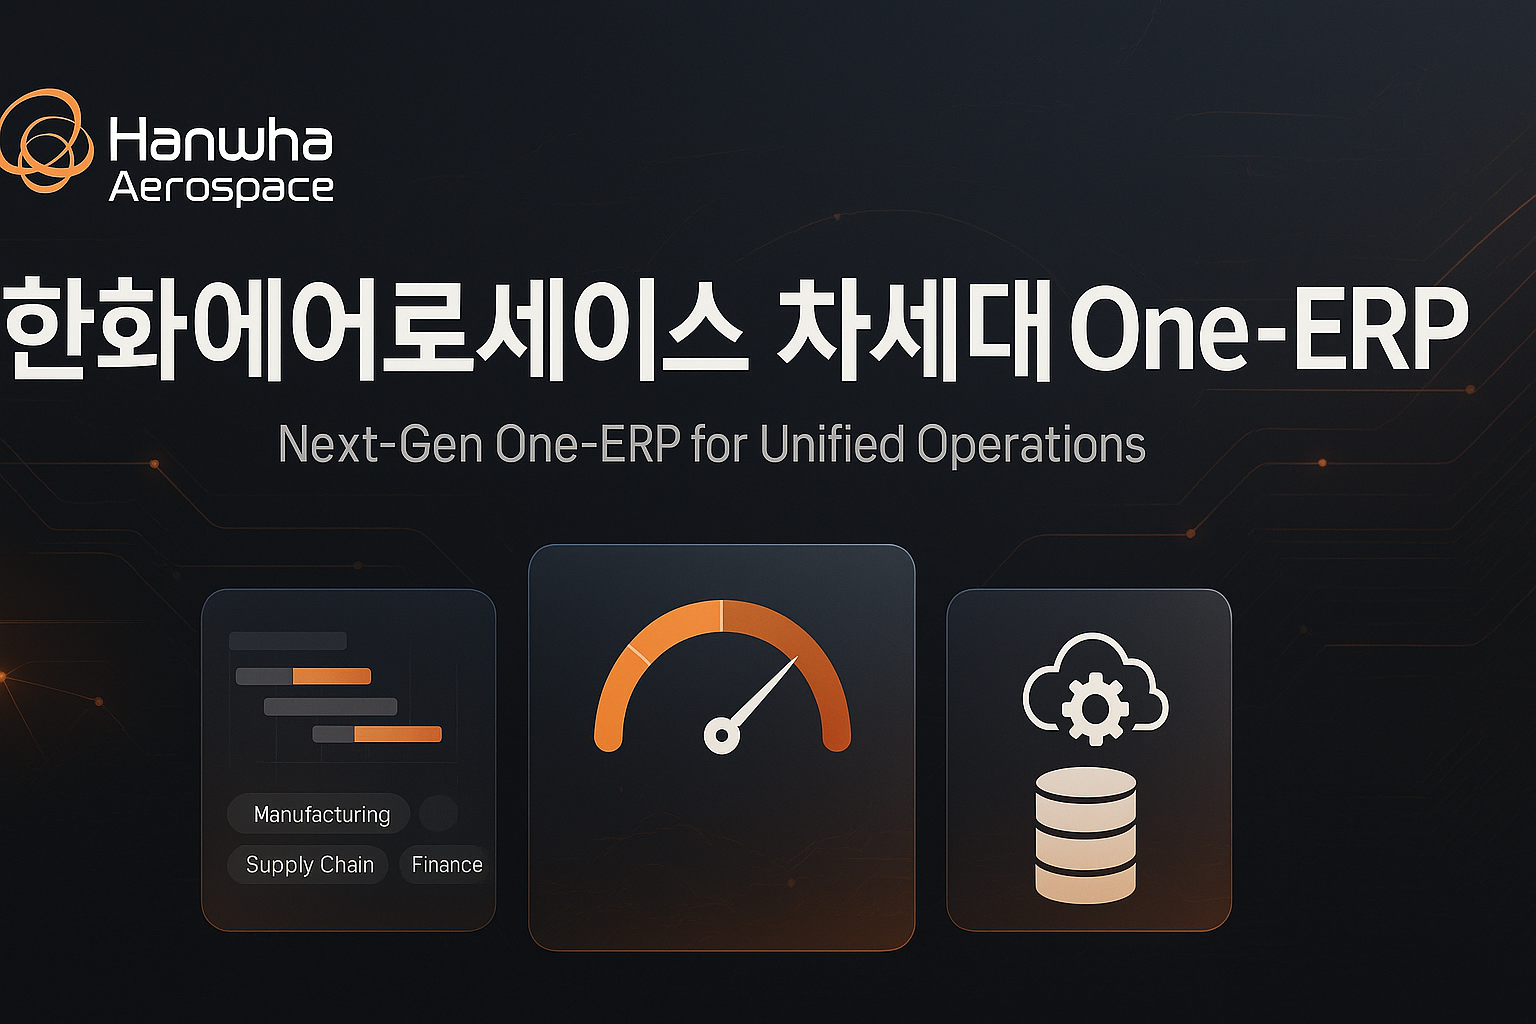 Hanwha
Aerospace
한화에어로세이스 차세대 One-ERP
Next-Gen One-ERP for Unified Operations
Manufacturing
Supply Chain
Finance